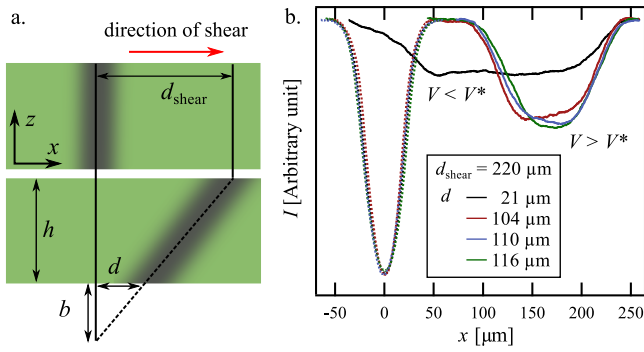 a.
direction of shear
d_shear
z
x
h
d
b
b.
I [Arbitrary unit]
V < V*
V > V*
d_shear = 220 µm
d
21 µm
104 µm
110 µm
116 µm
-50 0 50 100 150 200 250
x [µm]